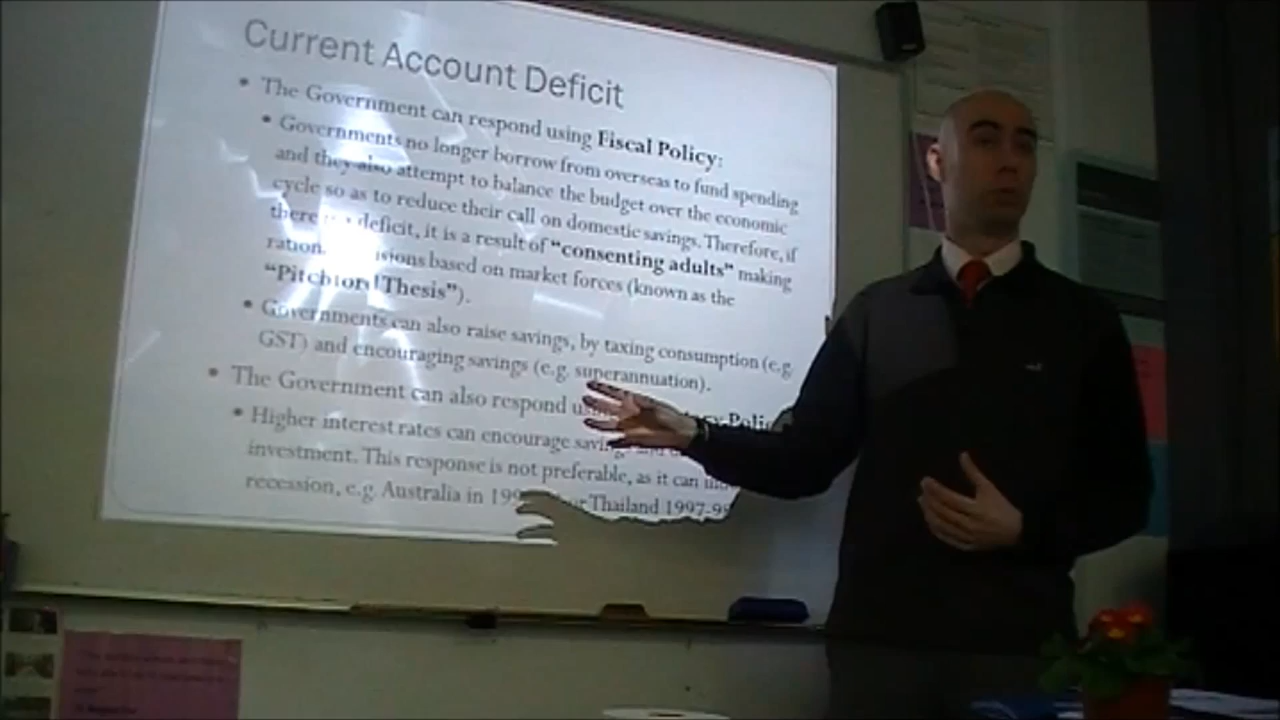 Current Account Deficit
• The Government can respond using Fiscal Policy:
• Governments no longer borrow from overseas to fund spending
and they also attempt to balance the budget over the economic
cycle so as to reduce their call on domestic savings. Therefore, if
there deficit, it is a result of "consenting adults" making
based on market forces (known as the
"Pitchford Thesis").
• Governments can also raise savings, by taxing consumption (e.g.
GST) and encouraging savings (e.g. superannuation).
• The Government can also respond
• Higher interest rates can encourage
investment. This response is not preferable, as it can
recession, e.g. Australia in Thailand 1997-98